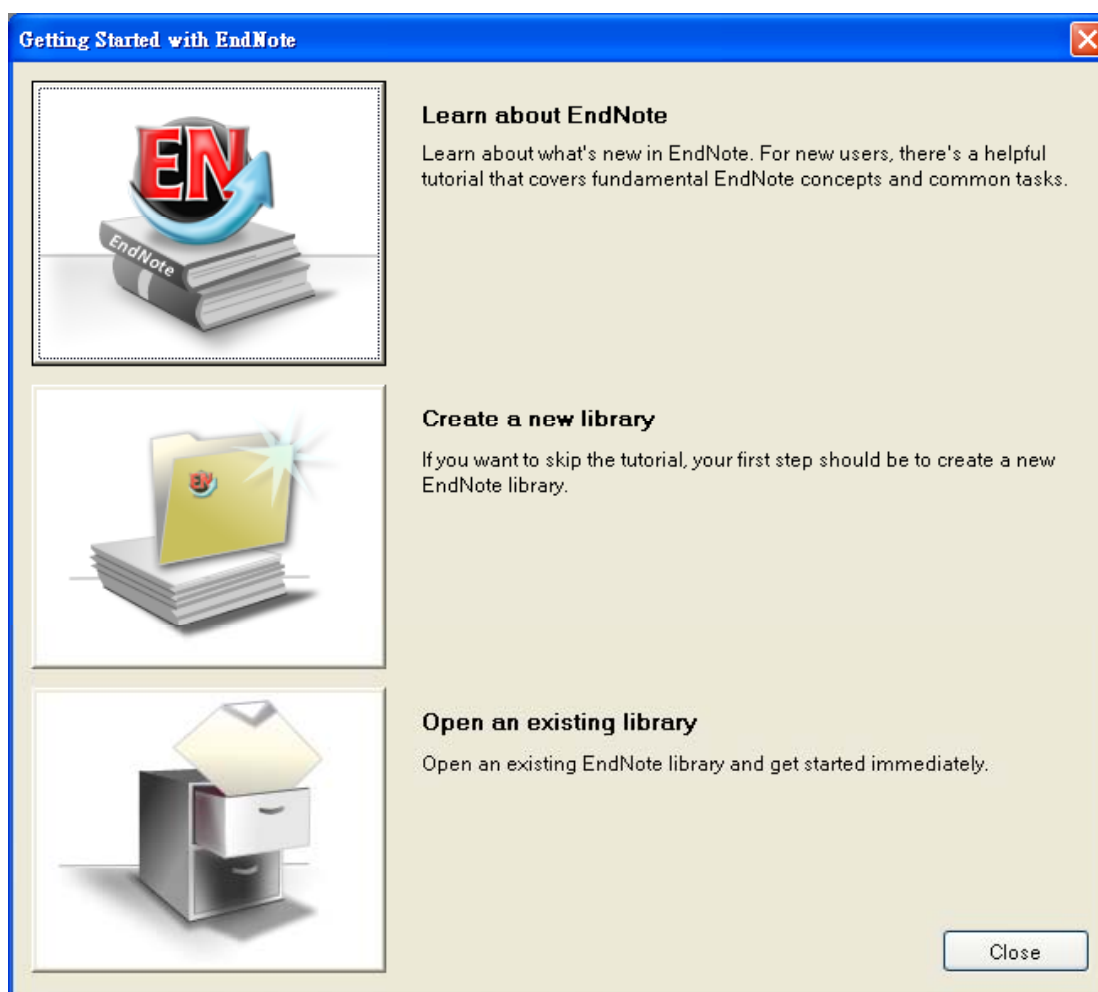 Getting Started with EndNote
EN
EndNote
Learn about EndNote
Learn about what's new in EndNote. For new users, there's a helpful
tutorial that covers fundamental EndNote concepts and common tasks.
EN
Create a new library
If you want to skip the tutorial, your first step should be to create a new
EndNote library.
Open an existing library
Open an existing EndNote library and get started immediately.
Close